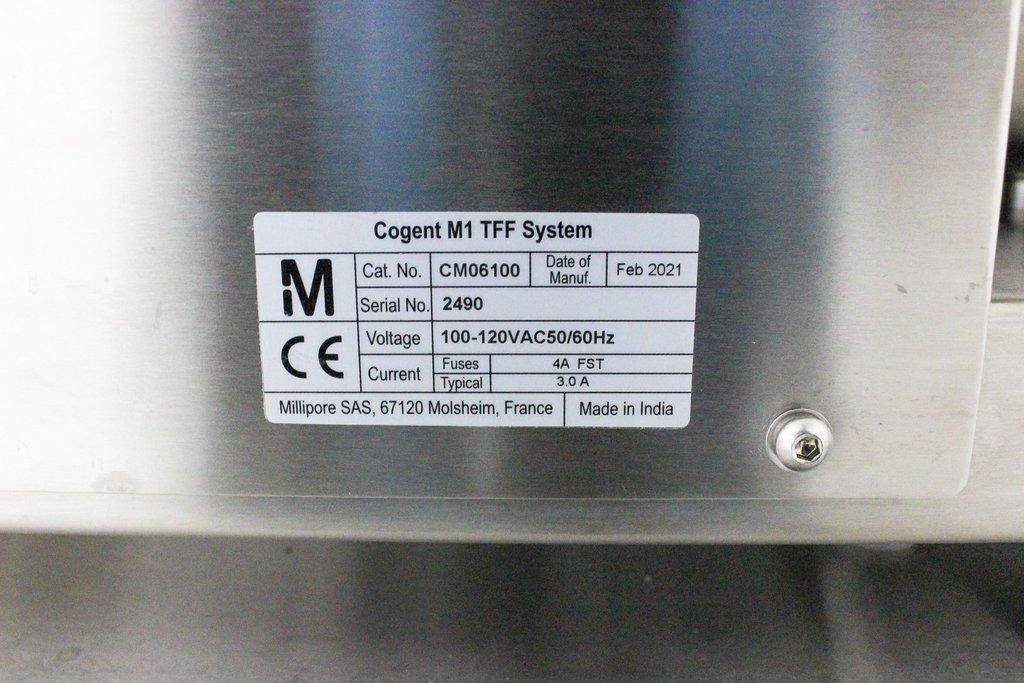 Cogent M1 TFF System
M
Cat. No. CM06100 Date of Manuf. Feb 2021
Serial No. 2490
CE
Voltage 100-120VAC50/60Hz
Current
Fuses 4A FST
Typical 3.0 A
Millipore SAS, 67120 Molsheim, France Made in India